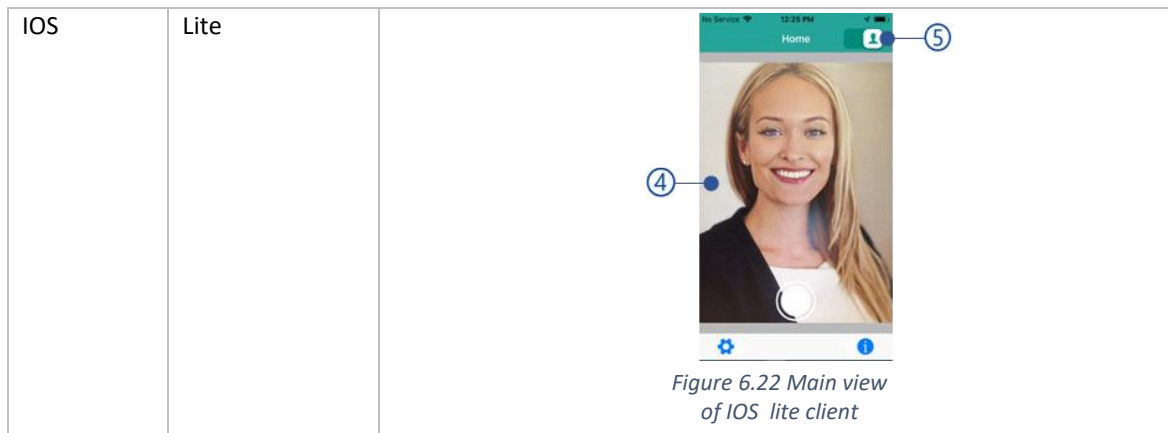 IOS
Lite
No Service 12:25 PM
Home
5
4
i
Figure 6.22 Main view
of IOS lite client